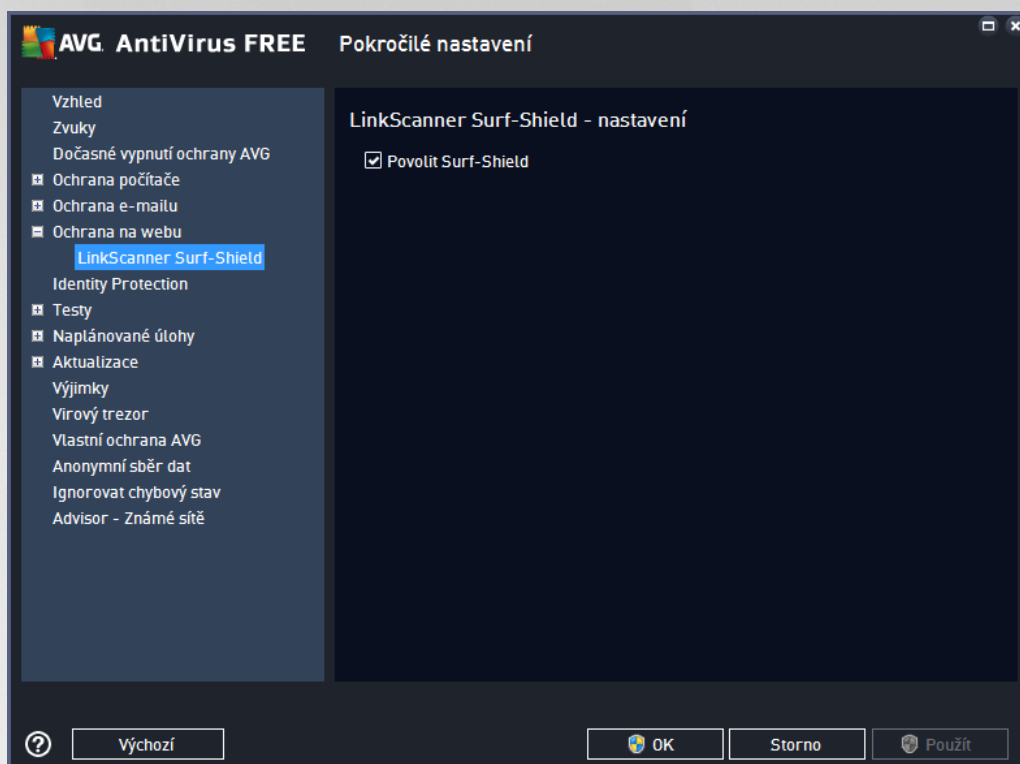 AVG. AntiVirus FREE Pokročilé nastavení
Vzhled
Zvuky
Dočasné vypnutí ochrany AVG
Ochrana počítače
Ochrana e-mailu
Ochrana na webu
LinkScanner Surf-Shield
Identity Protection
Testy
Naplánované úlohy
Aktualizace
Výjimky
Virový trezor
Vlastní ochrana AVG
Anonymní sběr dat
Ignorovat chybový stav
Advisor - Známé sítě
LinkScanner Surf-Shield - nastavení
Povolit Surf-Shield
Výchozí
OK
Storno
Použít